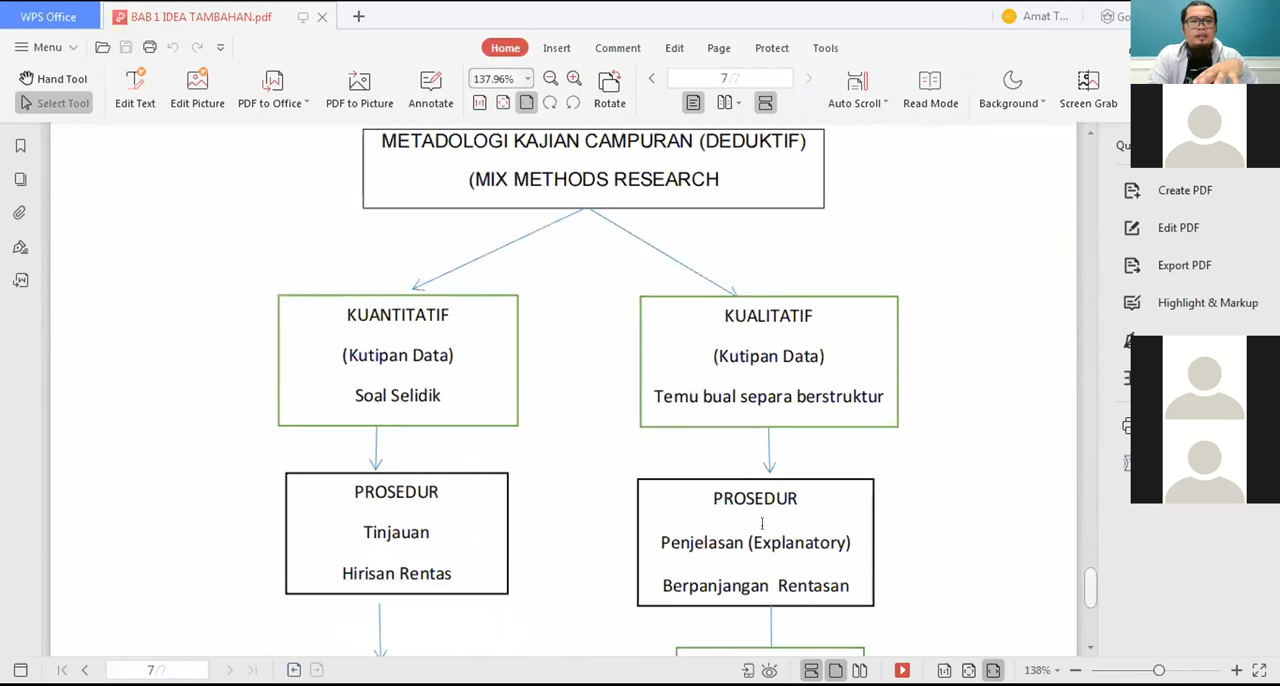 WPS Office
BAB 1 IDEA TAMBAHAN.pdf
Amat T...
Go
Menu
Home
Insert
Comment
Edit
Page
Protect
Tools
Hand Tool
Select Tool
Edit Text
Edit Picture
PDF to Office
PDF to Picture
Annotate
137.96%
Rotate
7/7
Auto Scroll
Read Mode
Background
Screen Grab
METADOLOGI KAJIAN CAMPURAN (DEDUKTIF)
(MIX METHODS RESEARCH
KUANTITATIF
(Kutipan Data)
Soal Selidik
KUALITATIF
(Kutipan Data)
Temu bual separa berstruktur
PROSEDUR
Tinjauan
Hirisan Rentas
PROSEDUR
Penjelasan (Explanatory)
Berpanjangan Rentasan
Qu
Create PDF
Edit PDF
Export PDF
Highlight & Markup
7/7
138%